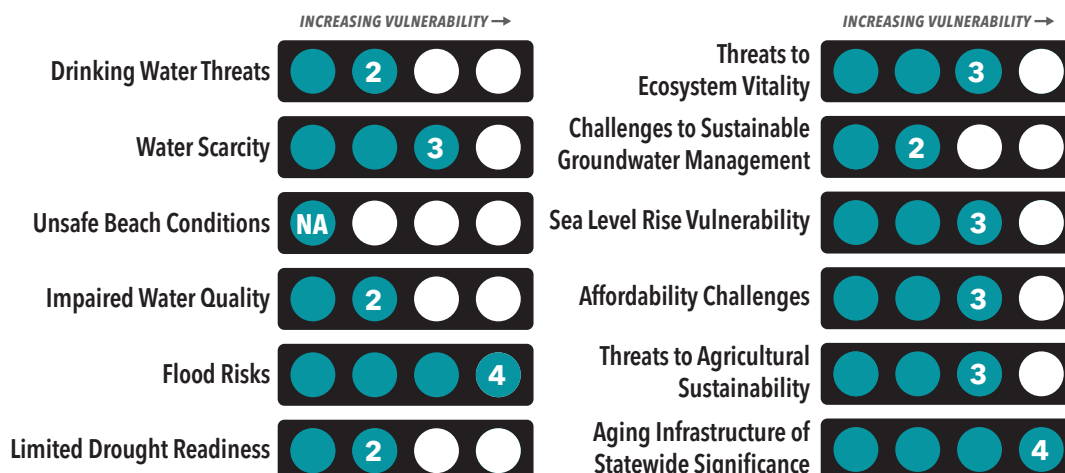 INCREASING VULNERABILITY →
Drinking Water Threats
2
Water Scarcity
3
Unsafe Beach Conditions
NA
Impaired Water Quality
2
Flood Risks
4
Limited Drought Readiness
2
INCREASING VULNERABILITY →
Threats to
Ecosystem Vitality
3
Challenges to Sustainable
Groundwater Management
2
Sea Level Rise Vulnerability
3
Affordability Challenges
3
Threats to Agricultural
Sustainability
3
Aging Infrastructure of
Statewide Significance
4